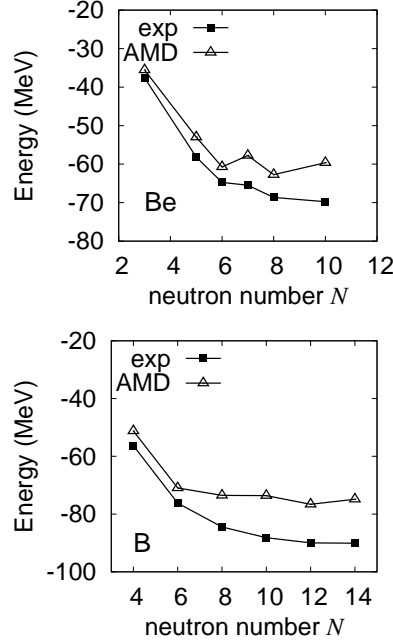 exp
AMD
-20
-30
-40
-50
-60
-70
-80
Energy (MeV)
Be
2 4 6 8 10 12
neutron number N
exp
AMD
-20
-40
-60
-80
-100
Energy (MeV)
B
4 6 8 10 12 14
neutron number N